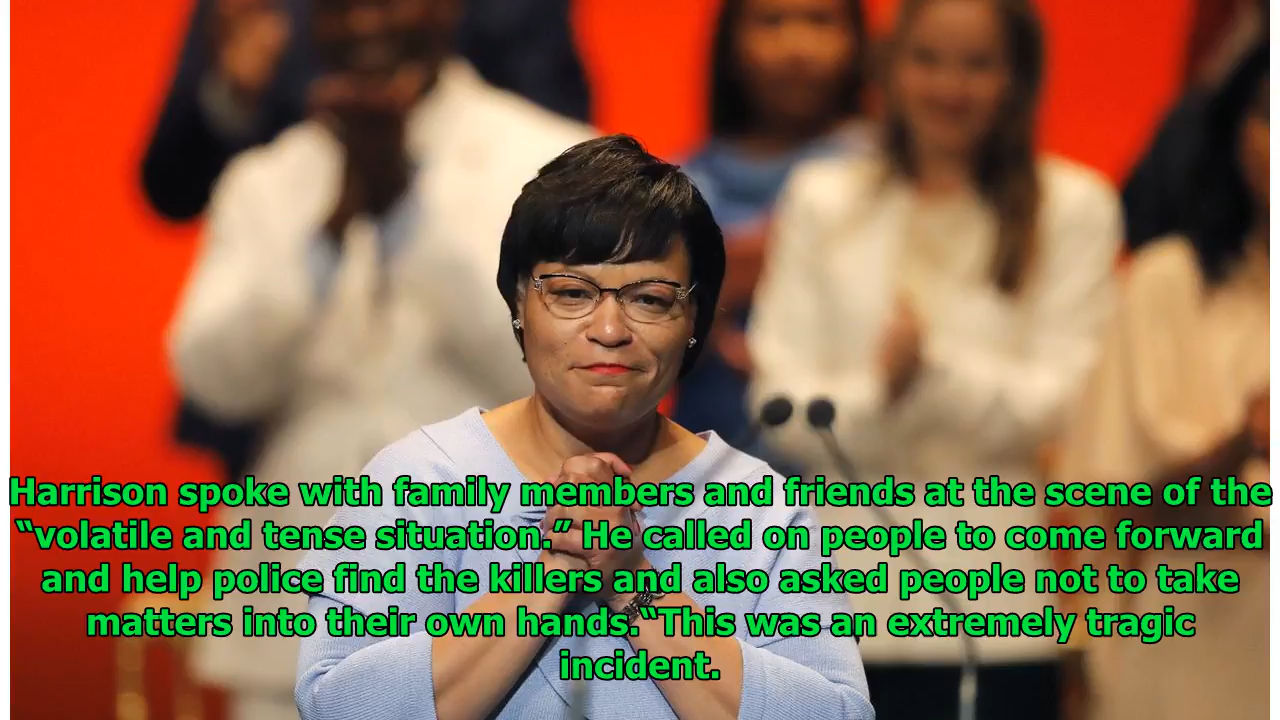 Harrison spoke with family members and friends at the scene of the
“volatile and tense situation.” He called on people to come forward
and help police find the killers and also asked people not to take
matters into their own hands.“This was an extremely tragic
incident.